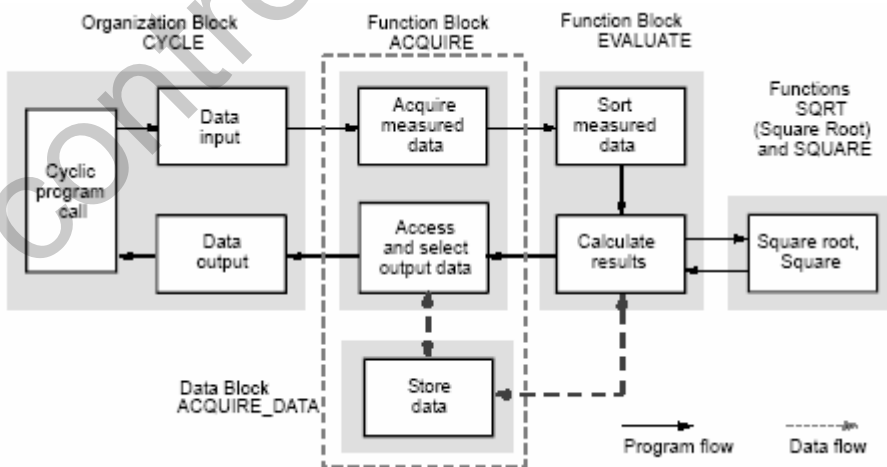 Organization Block
CYCLE
Function Block
ACQUIRE
Function Block
EVALUATE
Functions
SQRT
(Square Root)
and SQUARE
Cyclic
program
call
Data
input
Acquire
measured
data
Sort
measured
data
Data
output
Access
and select
output data
Calculate
results
Square root,
Square
Data Block
ACQUIRE_DATA
Store
data
Program flow
Data flow
contro